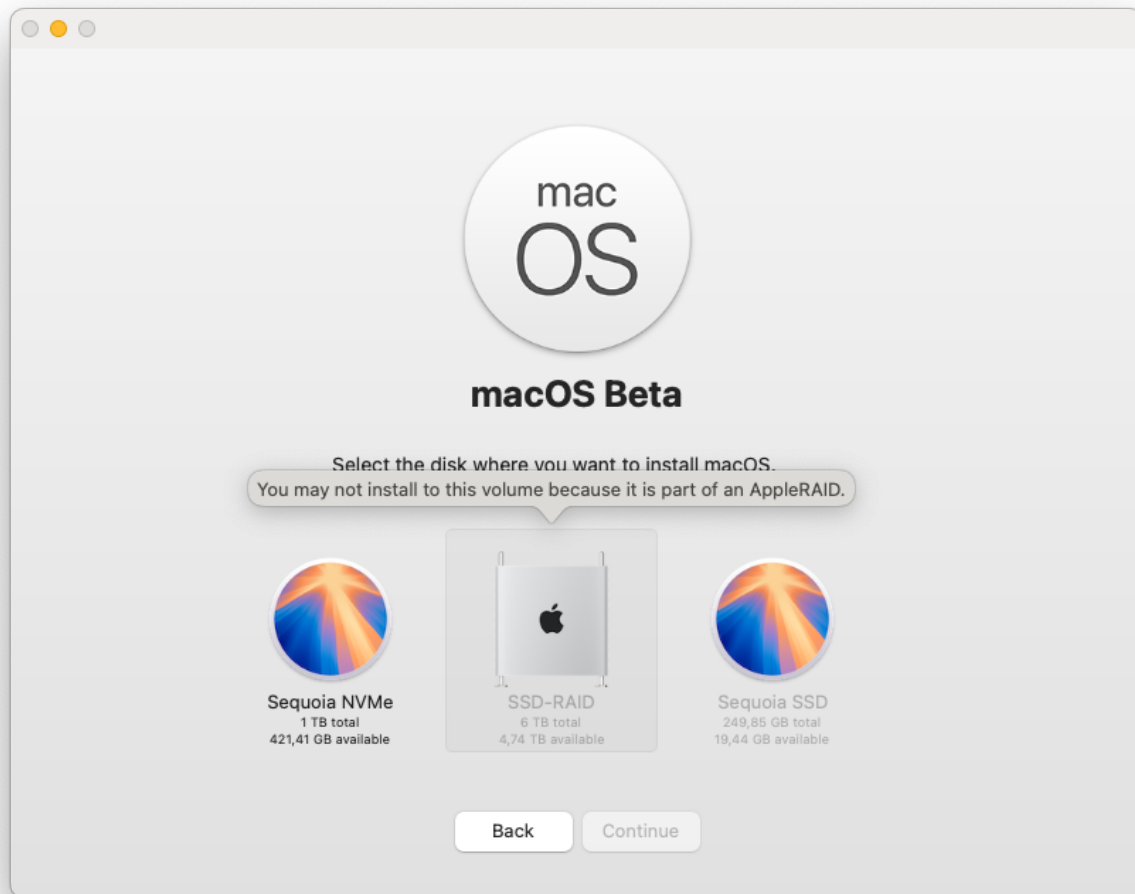 mac
OS
macOS Beta
Select the disk where you want to install macOS.
You may not install to this volume because it is part of an AppleRAID.
Sequoia NVMe
1 TB total
421,41 GB available
SSD-RAID
6 TB total
4,74 TB available
Sequoia SSD
249,85 GB total
19,44 GB available
Back
Continue